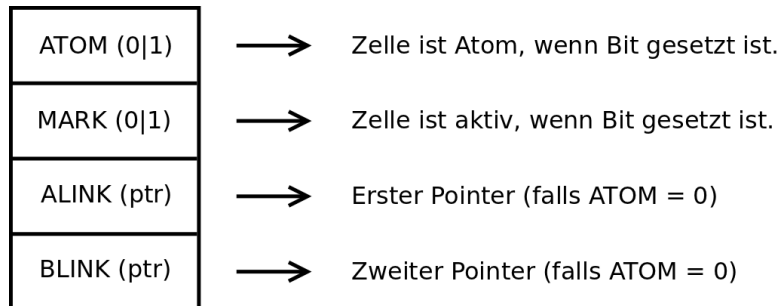 ATOM (0|1) Zelle ist Atom, wenn Bit gesetzt ist.
MARK (0|1) Zelle ist aktiv, wenn Bit gesetzt ist.
ALINK (ptr) Erster Pointer (falls ATOM = 0)
BLINK (ptr) Zweiter Pointer (falls ATOM = 0)